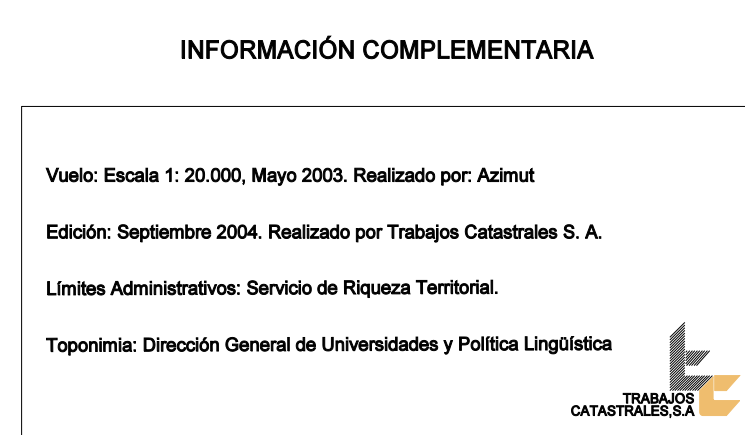 INFORMACIÓN COMPLEMENTARIA
Vuelo: Escala 1: 20.000, Mayo 2003. Realizado por: Azimut
Edición: Septiembre 2004. Realizado por Trabajos Catastrales S. A.
Límites Administrativos: Servicio de Riqueza Territorial.
Toponimia: Dirección General de Universidades y Política Lingüística
TRABAJOS
CATASTRALES,S.A